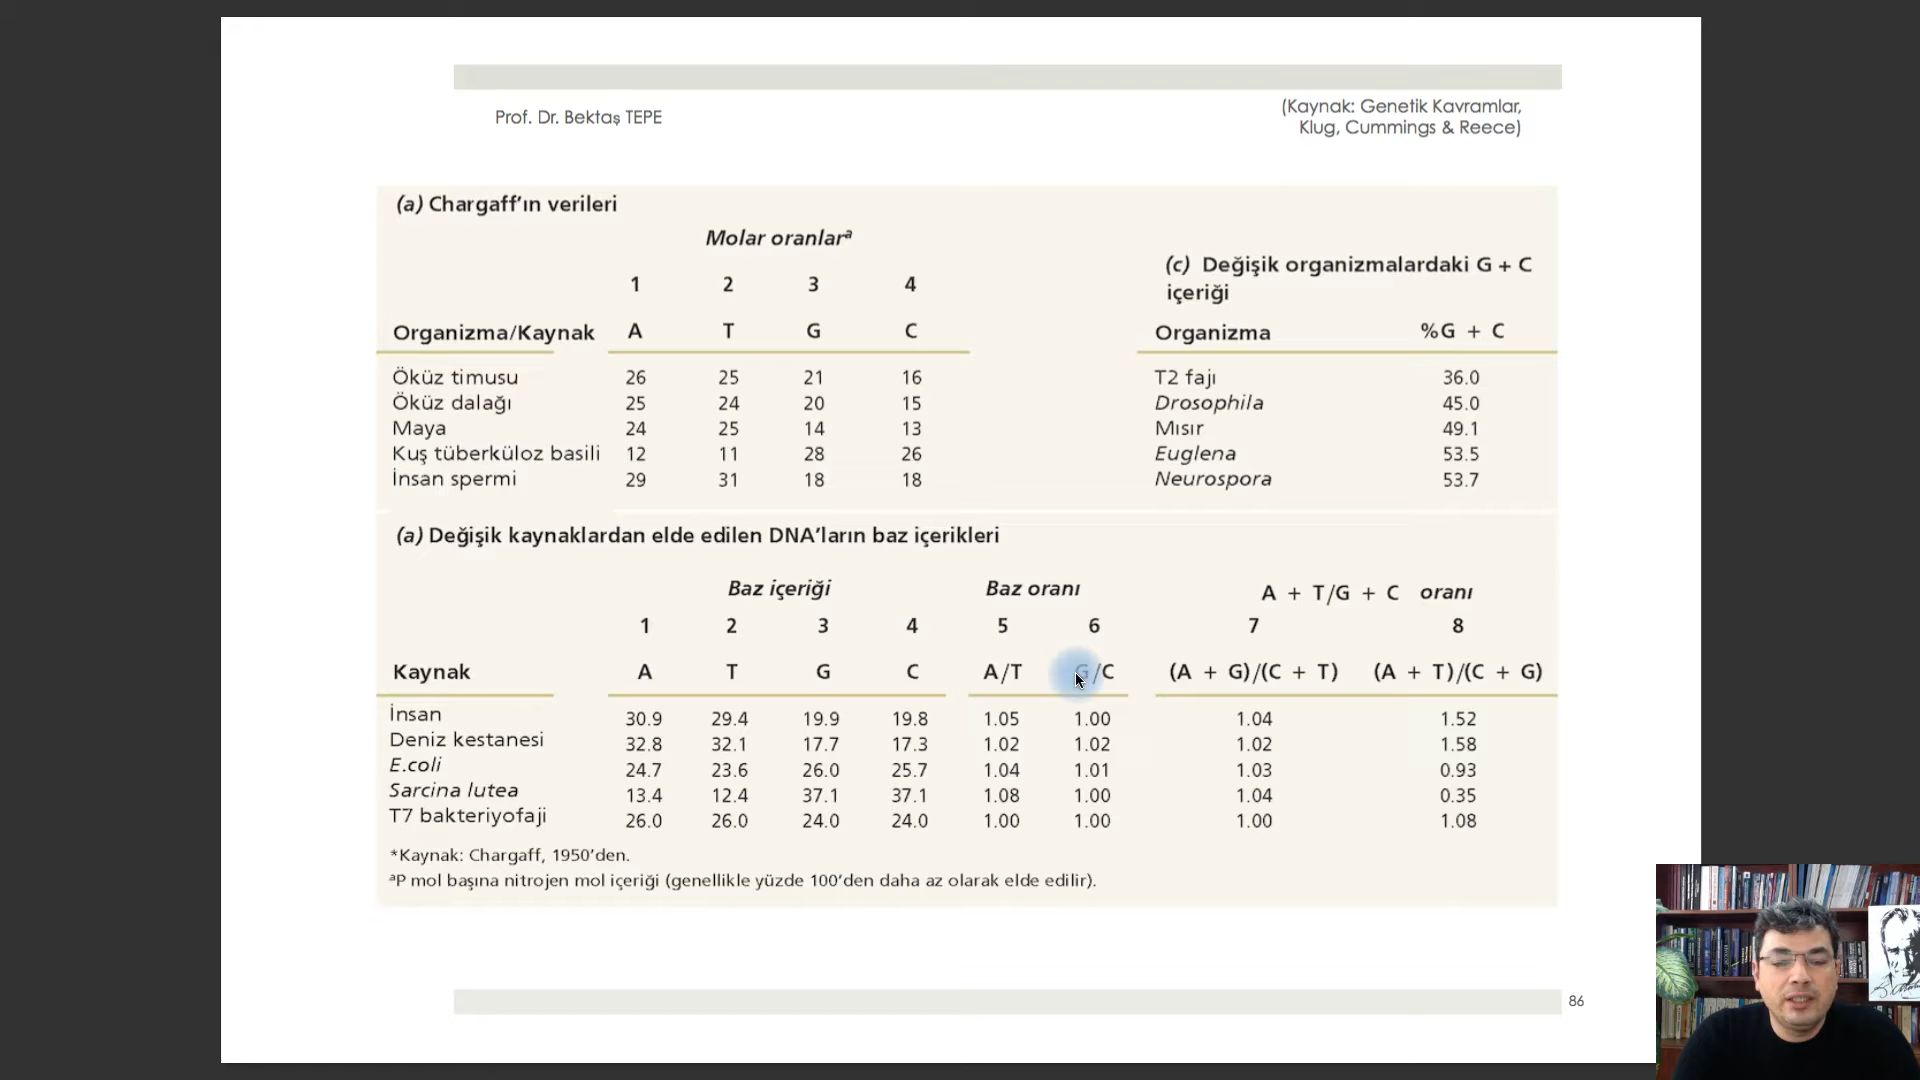 Prof. Dr. Bektaş TEPE
(Kaynak: Genetik Kavramlar,
Klug, Cummings & Reece)
(a) Chargaff'ın verileri
Molar oranlarᵃ
1 2 3 4
Organizma/Kaynak A T G C
Öküz timusu 26 25 21 16
Öküz dalağı 25 24 20 15
Maya 24 25 14 13
Kuş tüberküloz basili 12 11 28 26
İnsan spermi 29 31 18 18
(c) Değişik organizmalardaki G + C
içeriği
Organizma %G + C
T2 fajı 36.0
Drosophila 45.0
Mısır 49.1
Euglena 53.5
Neurospora 53.7
(a) Değişik kaynaklardan elde edilen DNA'ların baz içerikleri
Baz içeriği Baz oranı A + T/G + C oranı
1 2 3 4 5 6 7 8
Kaynak A T G C A/T G/C (A + G)/(C + T) (A + T)/(C + G)
İnsan 30.9 29.4 19.9 19.8 1.05 1.00 1.04 1.52
Deniz kestanesi 32.8 32.1 17.7 17.3 1.02 1.02 1.02 1.58
E.coli 24.7 23.6 26.0 25.7 1.04 1.01 1.03 0.93
Sarcina lutea 13.4 12.4 37.1 37.1 1.08 1.00 1.04 0.35
T7 bakteriyofaji 26.0 26.0 24.0 24.0 1.00 1.00 1.00 1.08
*Kaynak: Chargaff, 1950'den.
ᵃP mol başına nitrojen mol içeriği (genellikle yüzde 100'den daha az olarak elde edilir).
86